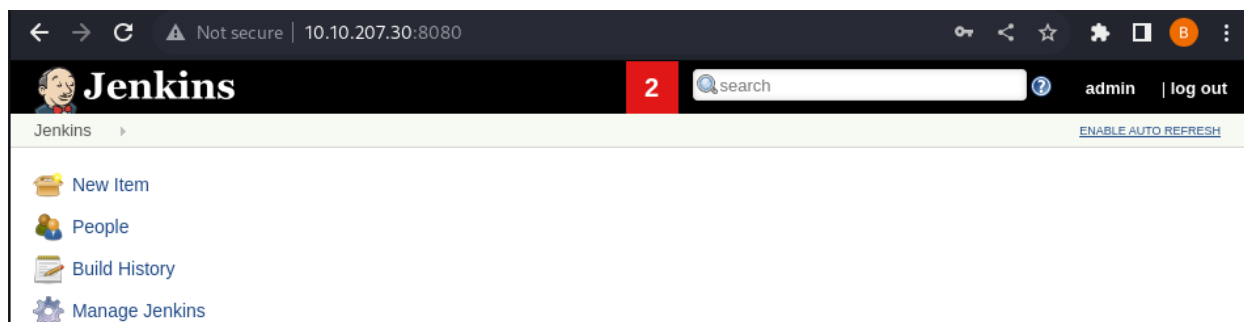 Not secure | 10.10.207.30:8080 B
Jenkins 2 search ? admin | log out
Jenkins ENABLE AUTO REFRESH
New Item
People
Build History
Manage Jenkins